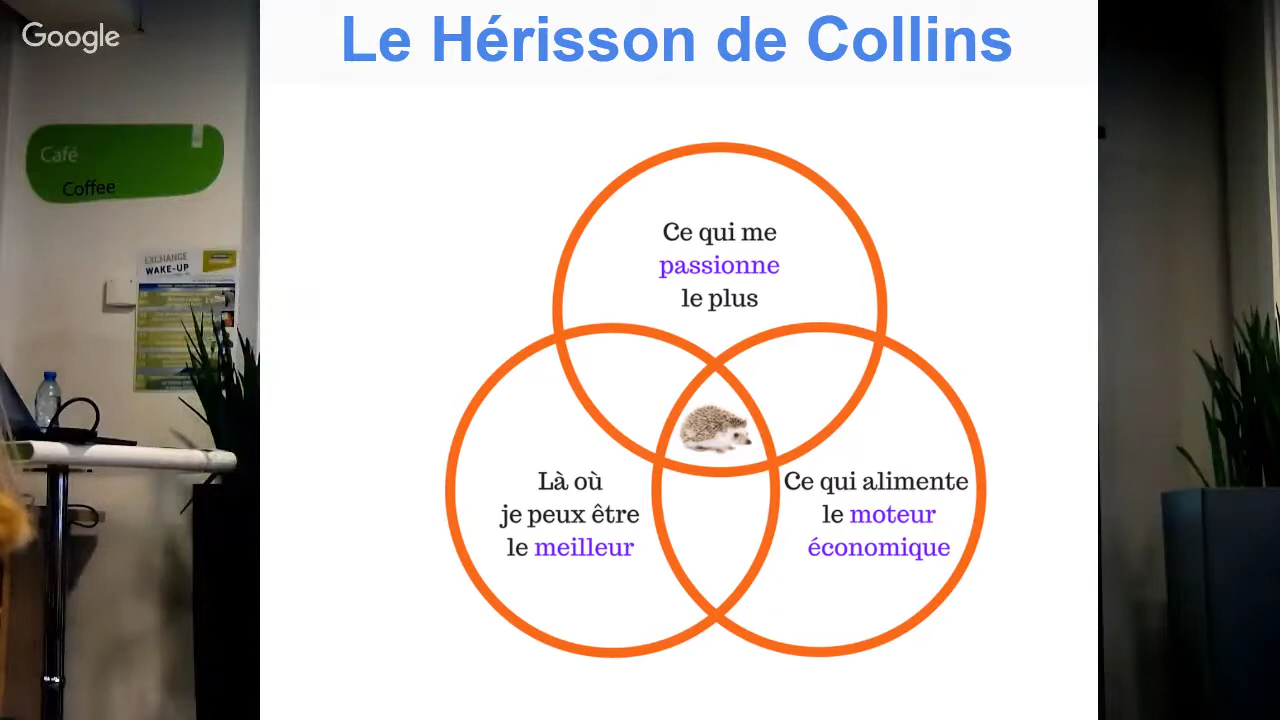 Google
Le Hérisson de Collins
Café
Coffee
EXCHANGE
WAKE-UP
Ce qui me
passionne
le plus
Là où
je peux être
le meilleur
Ce qui alimente
le moteur
économique